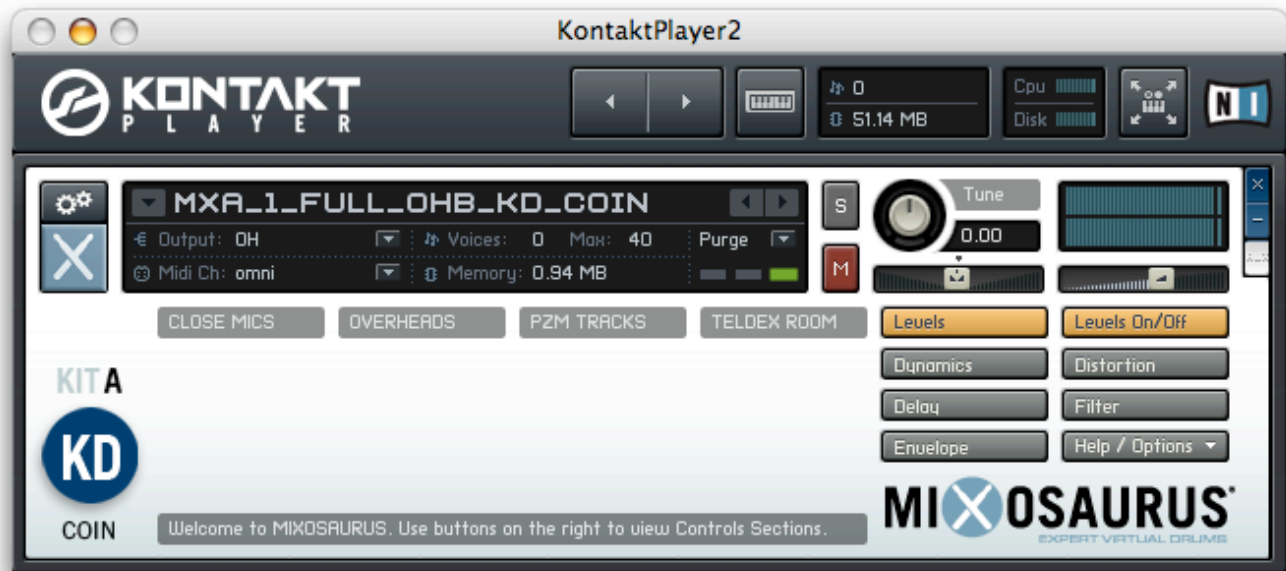 KontaktPlayer2
KONTAKT
PLAYER
0
51.14 MB
Cpu
Disk
NI
MXA_1_FULL_OHB_KD_COIN
Output: OH
Voices: 0 Max: 40
Purge
Midi Ch: omni
Memory: 0.94 MB
S
M
Tune
0.00
CLOSE MICS
OVERHEADS
PZM TRACKS
TELDEX ROOM
Levels
Levels On/Off
Dynamics
Distortion
Delay
Filter
Envelope
Help / Options
KIT A
KD
COIN
Welcome to MIXOSAURUS. Use buttons on the right to view Controls Sections.
MIXOSAURUS
EXPERT VIRTUAL DRUMS